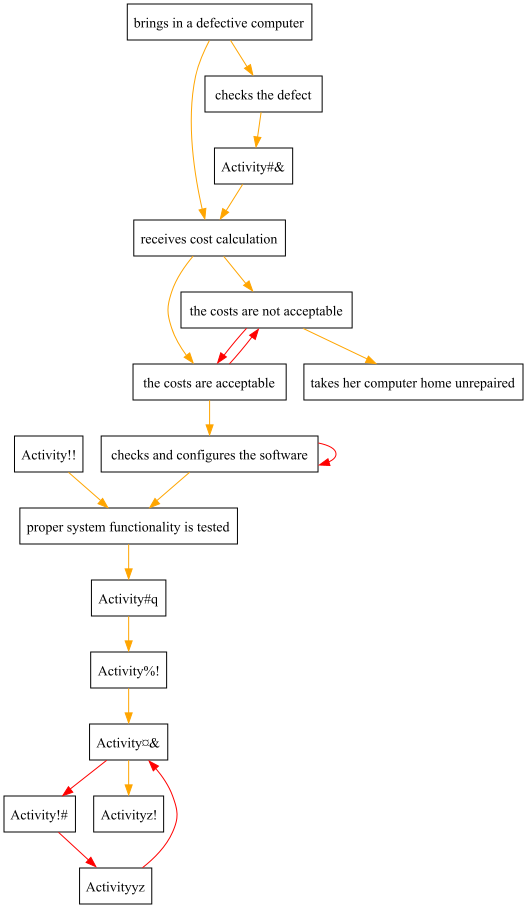 brings in a defective computer
checks the defect
Activity#&
receives cost calculation
the costs are not acceptable
the costs are acceptable
takes her computer home unrepaired
Activity!!
checks and configures the software
proper system functionality is tested
Activity#q
Activity%!
Activity¤&
Activity!#
Activityz!
Activityyz